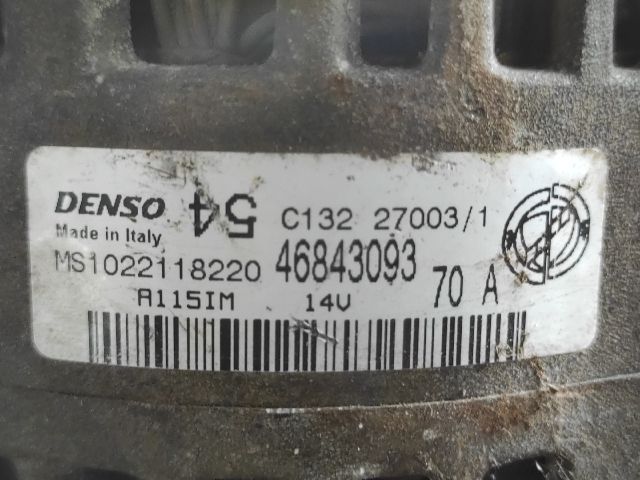 DENSO 54 C132 27003/1
Made in Italy
MS1022118220 46843093
A115IM 14V 70 A